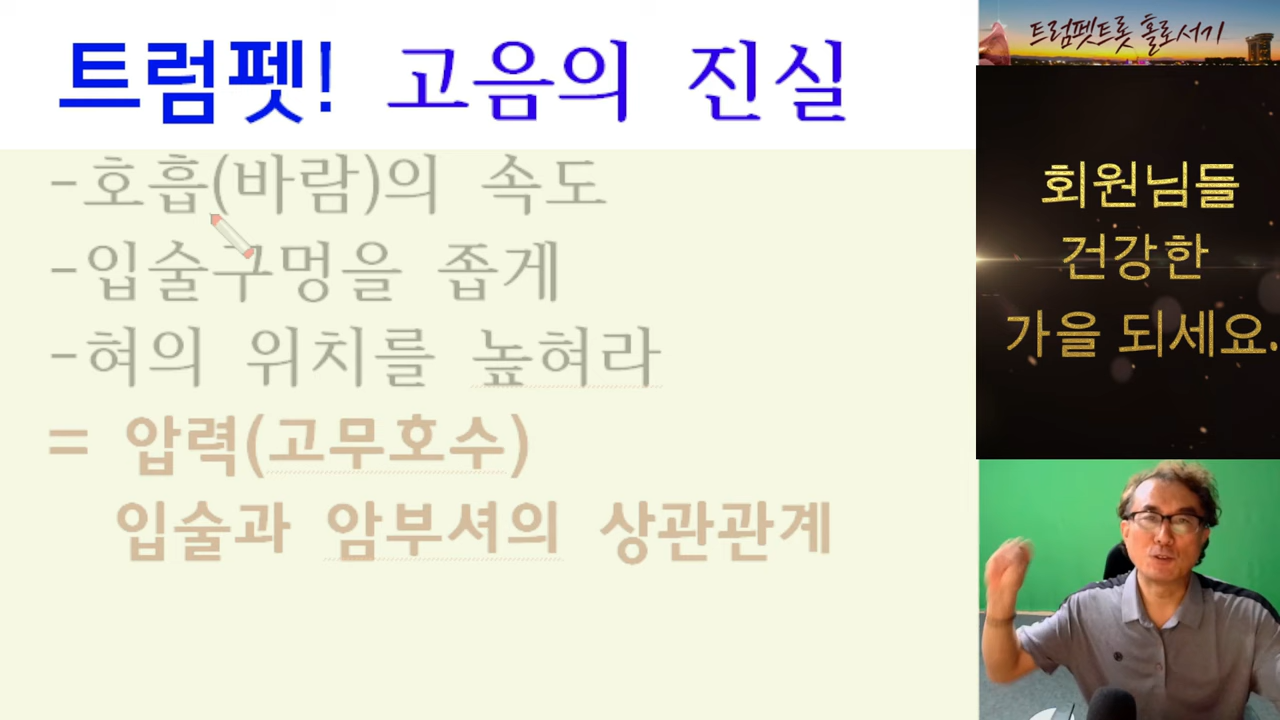 트럼펫! 고음의 진실
-호흡(바람)의 속도
-입술구멍을 좁게
-혀의 위치를 높혀라
= 압력(고무호수)
입술과 암부셔의 상관관계
트럼펫트롯 홀로서기
회원님들
건강한
가을 되세요.